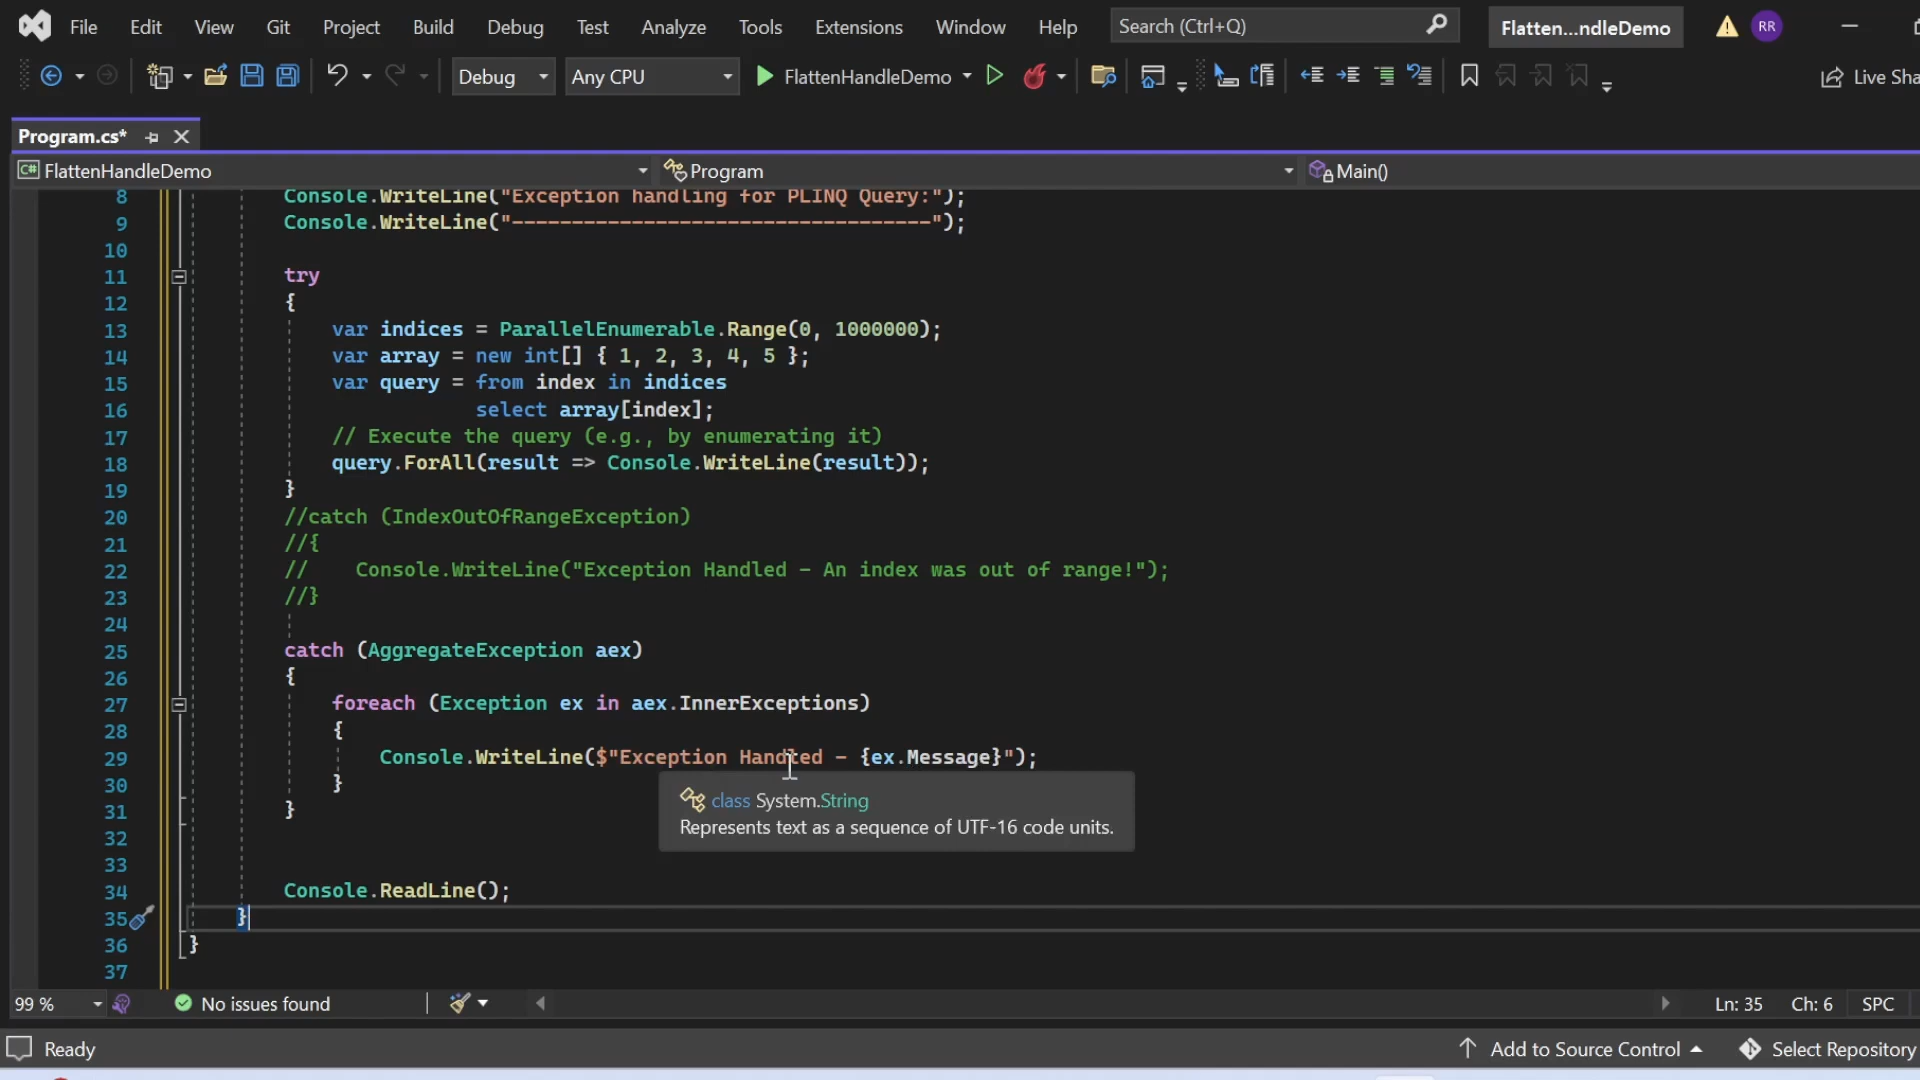 File Edit View Git Project Build Debug Test Analyze Tools Extensions Window Help Search (Ctrl+Q) Flatten...ndleDemo RR
Debug Any CPU FlattenHandleDemo Live Sha
Program.cs*
C# FlattenHandleDemo Program Main()
8 Console.WriteLine("Exception handling for PLINQ Query:");
9 Console.WriteLine("-----------------------------------");
10
11 try
12 {
13 var indices = ParallelEnumerable.Range(0, 1000000);
14 var array = new int[] { 1, 2, 3, 4, 5 };
15 var query = from index in indices
16 select array[index];
17 // Execute the query (e.g., by enumerating it)
18 query.ForAll(result => Console.WriteLine(result));
19 }
20 //catch (IndexOutOfRangeException)
21 //{
22 //    Console.WriteLine("Exception Handled - An index was out of range!");
23 //}
24
25 catch (AggregateException aex)
26 {
27 foreach (Exception ex in aex.InnerExceptions)
28 {
29 Console.WriteLine($"Exception Handled - {ex.Message}");
30 }
31 }
class System.String
Represents text as a sequence of UTF-16 code units.
32
33
34 Console.ReadLine();
35 }
36 }
37
99 % No issues found Ln: 35 Ch: 6 SPC
Ready Add to Source Control Select Repository